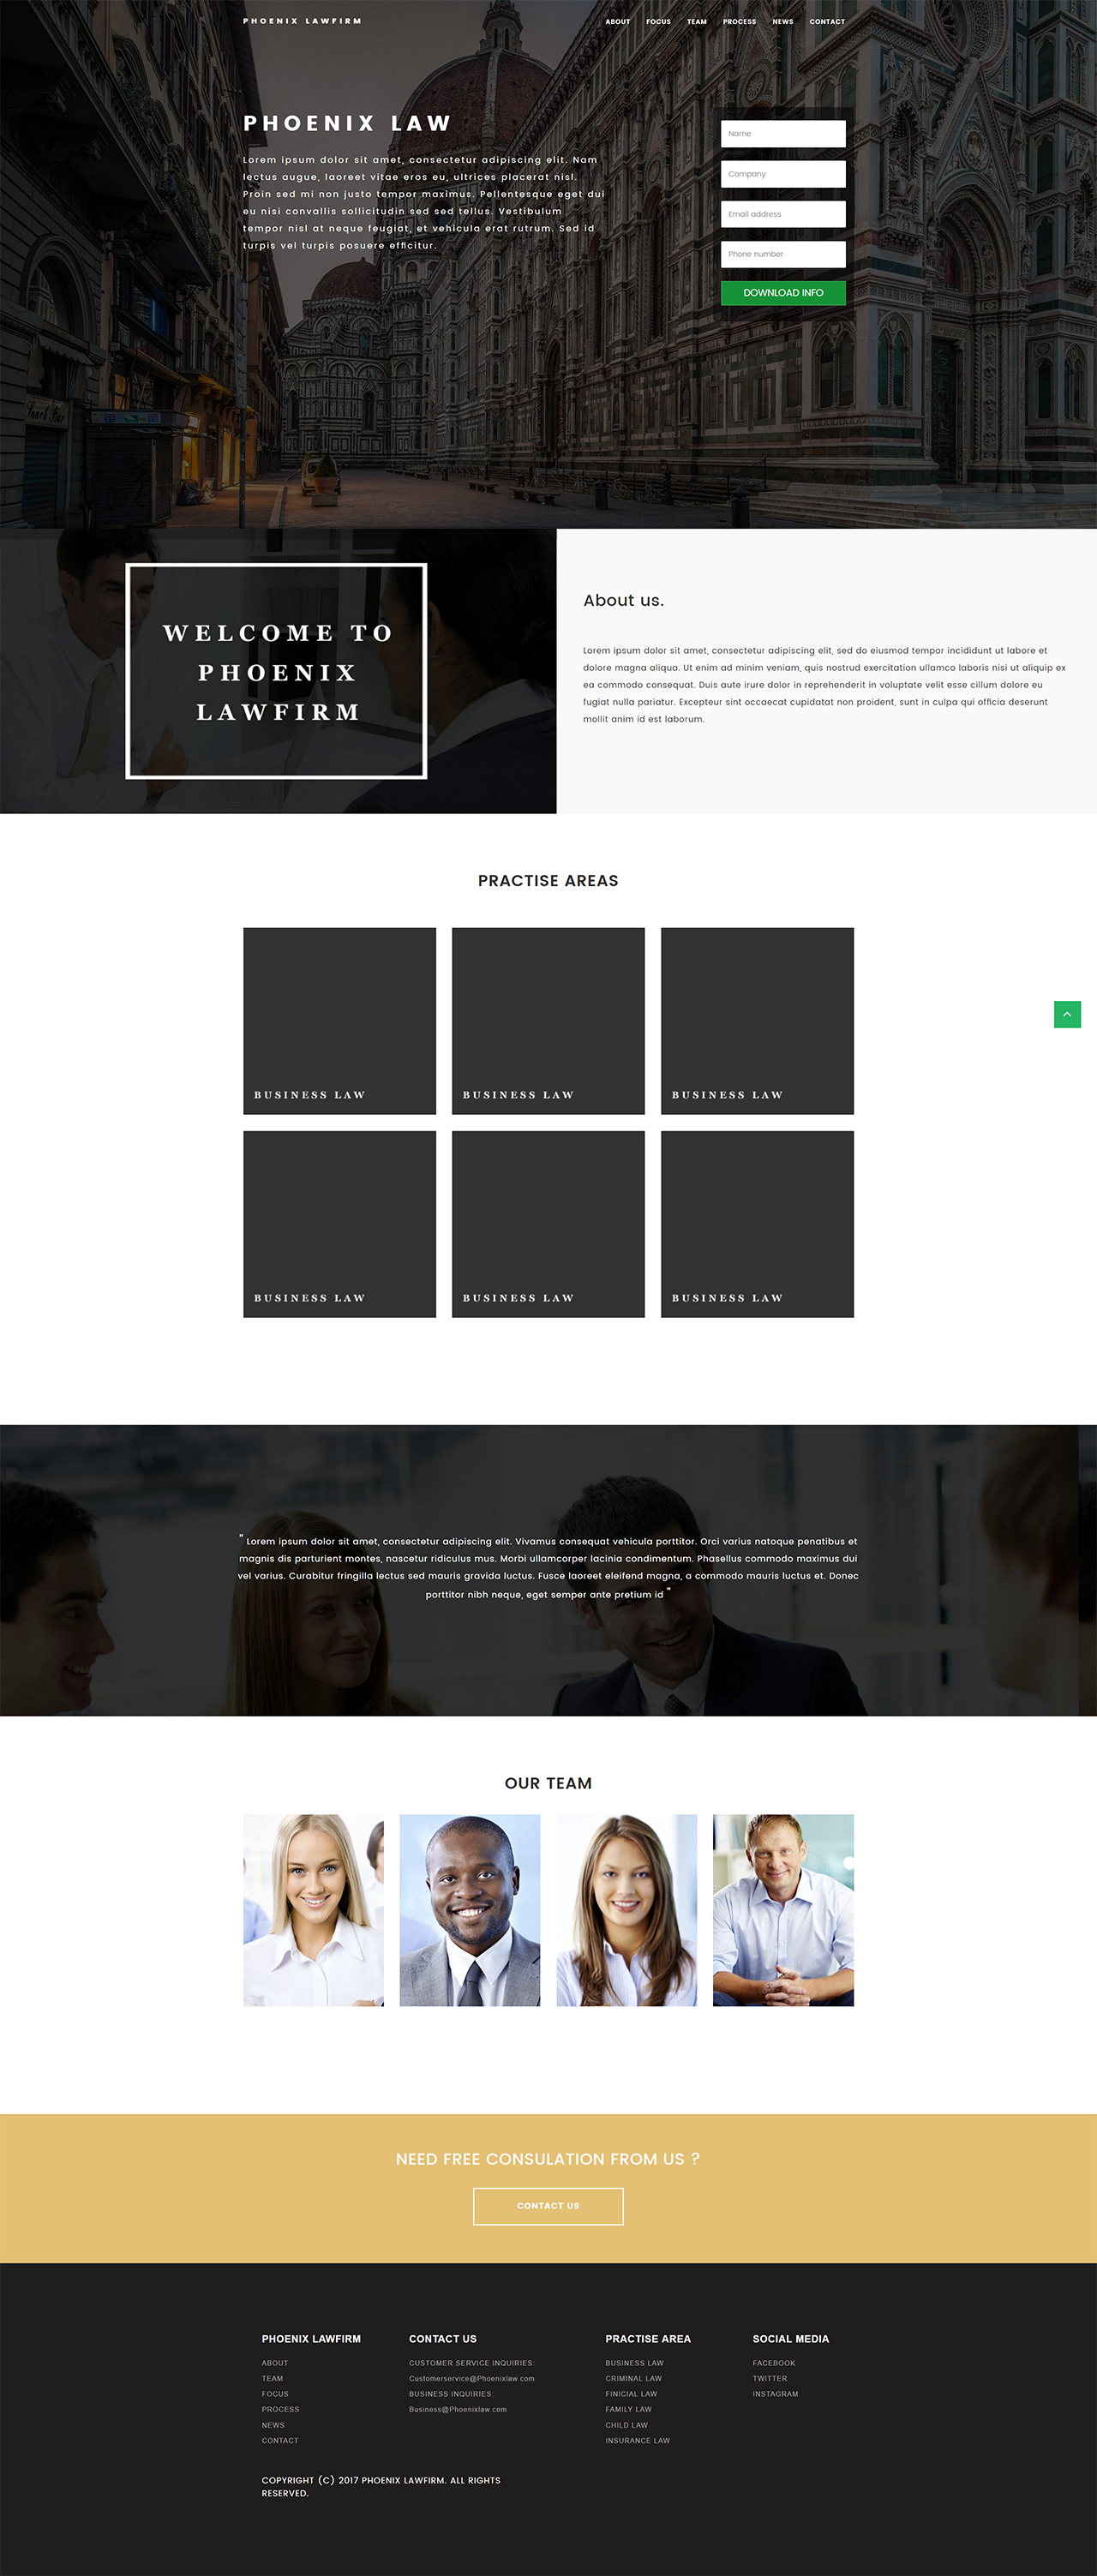 PHOENIX LAWFIRM
ABOUT FOCUS TEAM PROCESS NEWS CONTACT
PHOENIX LAW
Lorem ipsum dolor sit amet, consectetur adipiscing elit. Nam
lectus augue, laoreet vitae eros eu, ultrices placerat nisl.
Proin sed mi non justo tempor maximus. Pellentesque eget dui
eu nisi convallis sollicitudin sed sed tellus. Vestibulum
tempor nisl at neque feugiat, et vehicula erat rutrum. Sed id
turpis vel turpis posuere efficitur.
Name
Company
Email address
Phone number
DOWNLOAD INFO
WELCOME TO
PHOENIX
LAWFIRM
About us.
Lorem ipsum dolor sit amet, consectetur adipiscing elit, sed do eiusmod tempor incididunt ut labore et
dolore magna aliqua. Ut enim ad minim veniam, quis nostrud exercitation ullamco laboris nisi ut aliquip ex
ea commodo consequat. Duis aute irure dolor in reprehenderit in voluptate velit esse cillum dolore eu
fugiat nulla pariatur. Excepteur sint occaecat cupidatat non proident, sunt in culpa qui officia deserunt
mollit anim id est laborum.
PRACTISE AREAS
BUSINESS LAW
BUSINESS LAW
BUSINESS LAW
BUSINESS LAW
BUSINESS LAW
BUSINESS LAW
" Lorem ipsum dolor sit amet, consectetur adipiscing elit. Vivamus consequat vehicula porttitor. Orci varius natoque penatibus et
magnis dis parturient montes, nascetur ridiculus mus. Morbi ullamcorper lacinia condimentum. Phasellus commodo maximus dui
vel varius. Curabitur fringilla lectus sed mauris gravida luctus. Fusce laoreet eleifend magna, a commodo mauris luctus et. Donec
porttitor nibh neque, eget semper ante pretium id "
OUR TEAM
NEED FREE CONSULATION FROM US ?
CONTACT US
PHOENIX LAWFIRM
ABOUT
TEAM
FOCUS
PROCESS
NEWS
CONTACT
CONTACT US
CUSTOMER SERVICE INQUIRIES:
Customerservice@Phoenixlaw.com
BUSINESS INQUIRIES:
Business@Phoenixlaw.com
PRACTISE AREA
BUSINESS LAW
CRIMINAL LAW
FINICIAL LAW
FAMILY LAW
CHILD LAW
INSURANCE LAW
SOCIAL MEDIA
FACEBOOK
TWITTER
INSTAGRAM
COPYRIGHT (C) 2017 PHOENIX LAWFIRM. ALL RIGHTS
RESERVED.